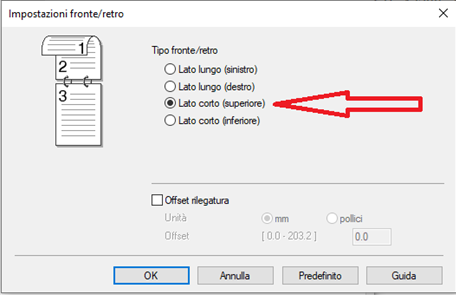 Impostazioni fronte/retro
1
2
3
Tipo fronte/retro
Lato lungo (sinistro)
Lato lungo (destro)
Lato corto (superiore)
Lato corto (inferiore)
Offset rilegatura
Unità mm pollici
Offset [ 0.0 - 203.2 ] 0.0
OK Annulla Predefinito Guida